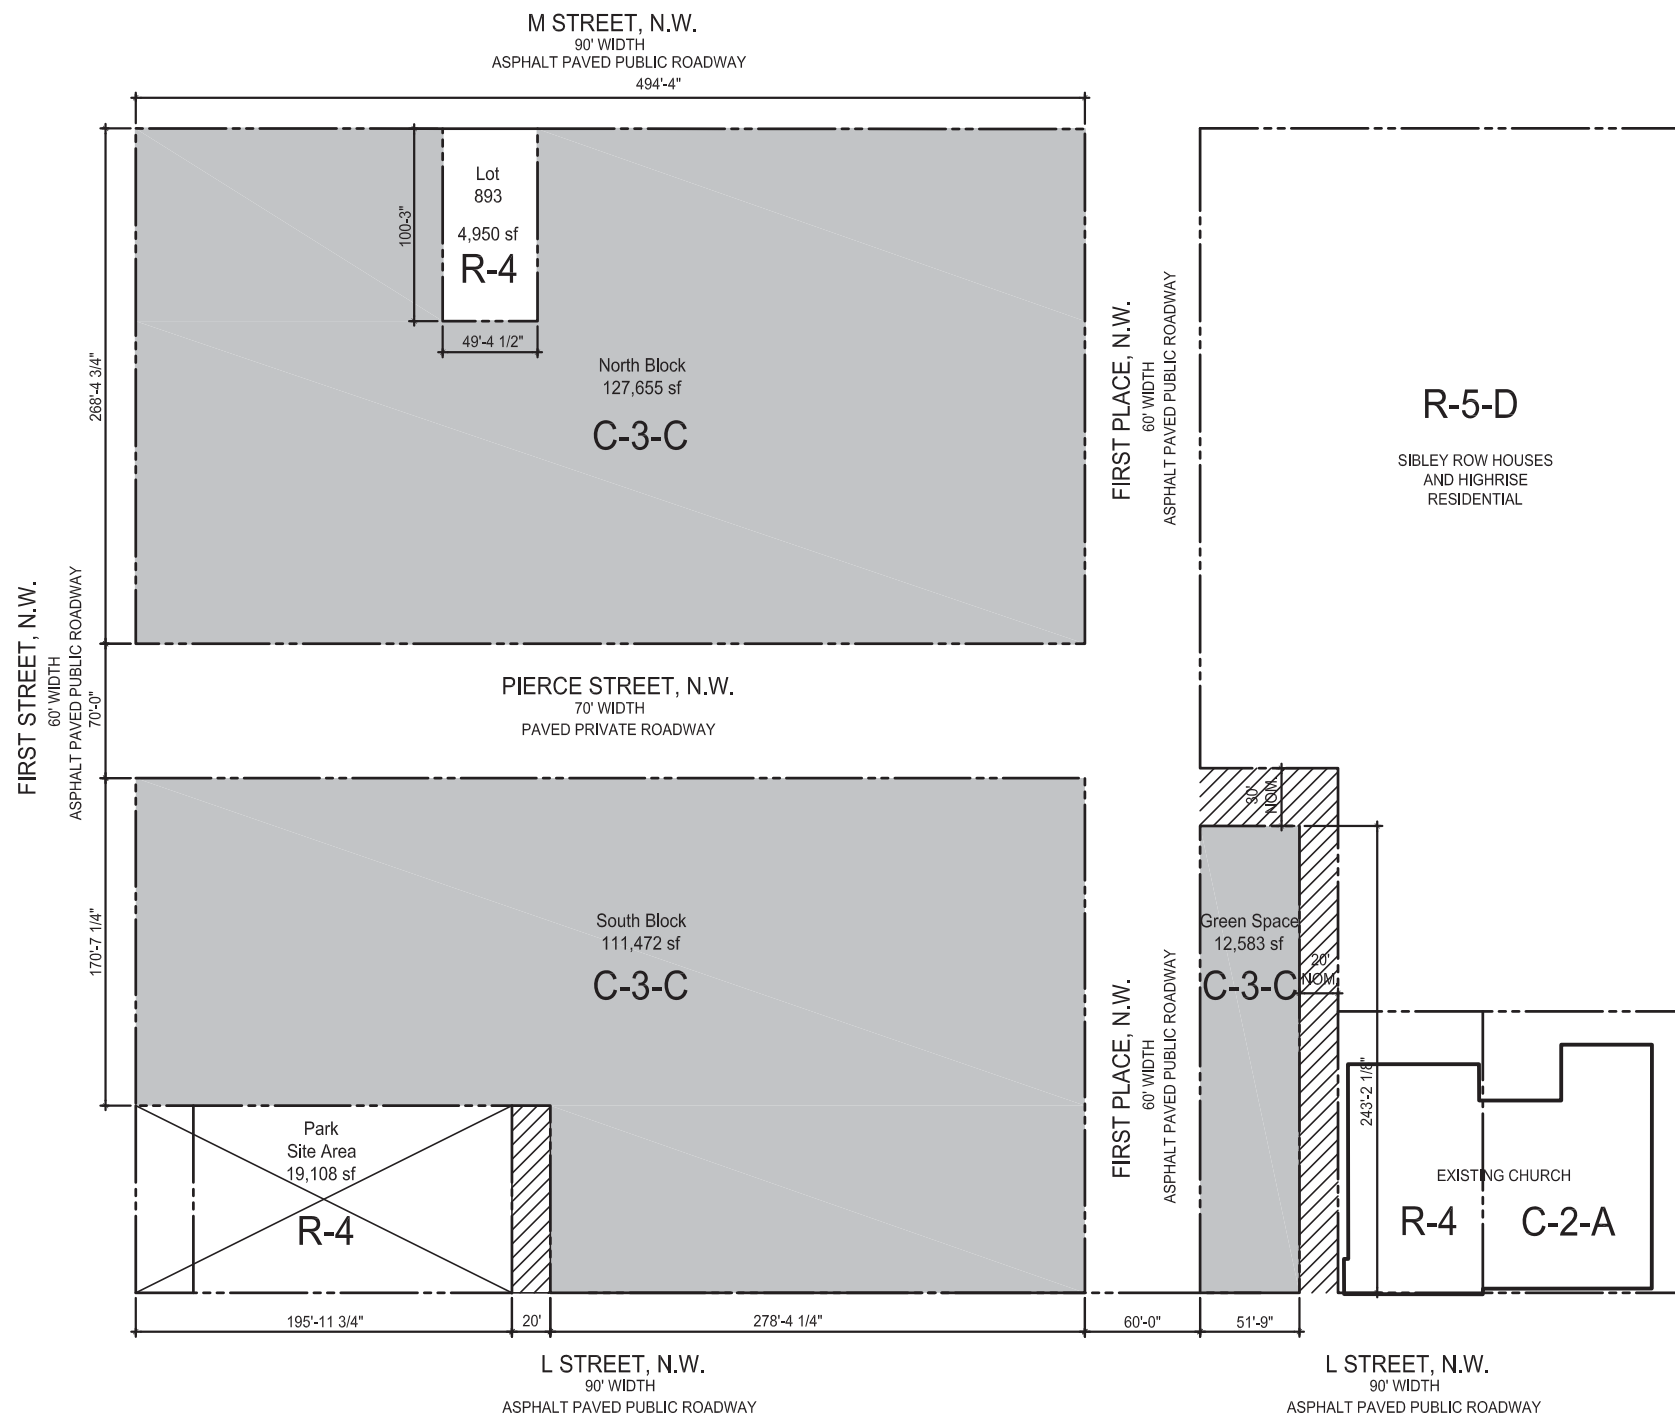 M STREET, N.W.
90' WIDTH
ASPHALT PAVED PUBLIC ROADWAY
494'-4"
Lot
893
4,950 sf
R-4
100-3"
49'-4 1/2"
268'-4 3/4"
North Block
127,655 sf
C-3-C
FIRST PLACE, N.W.
60' WIDTH
ASPHALT PAVED PUBLIC ROADWAY
R-5-D
SIBLEY ROW HOUSES
AND HIGHRISE
RESIDENTIAL
FIRST STREET, N.W.
60' WIDTH
ASPHALT PAVED PUBLIC ROADWAY
70'-0"
PIERCE STREET, N.W.
70' WIDTH
PAVED PRIVATE ROADWAY
30'
NOM.
170'-7 1/4"
South Block
111,472 sf
C-3-C
FIRST PLACE, N.W.
60' WIDTH
ASPHALT PAVED PUBLIC ROADWAY
Green Space
12,583 sf
C-3-C
20'
NOM.
243'-2 1/8"
Park
Site Area
19,108 sf
R-4
EXISTING CHURCH
R-4
C-2-A
195'-11 3/4"
20'
278'-4 1/4"
60'-0"
51'-9"
L STREET, N.W.
90' WIDTH
ASPHALT PAVED PUBLIC ROADWAY
L STREET, N.W.
90' WIDTH
ASPHALT PAVED PUBLIC ROADWAY